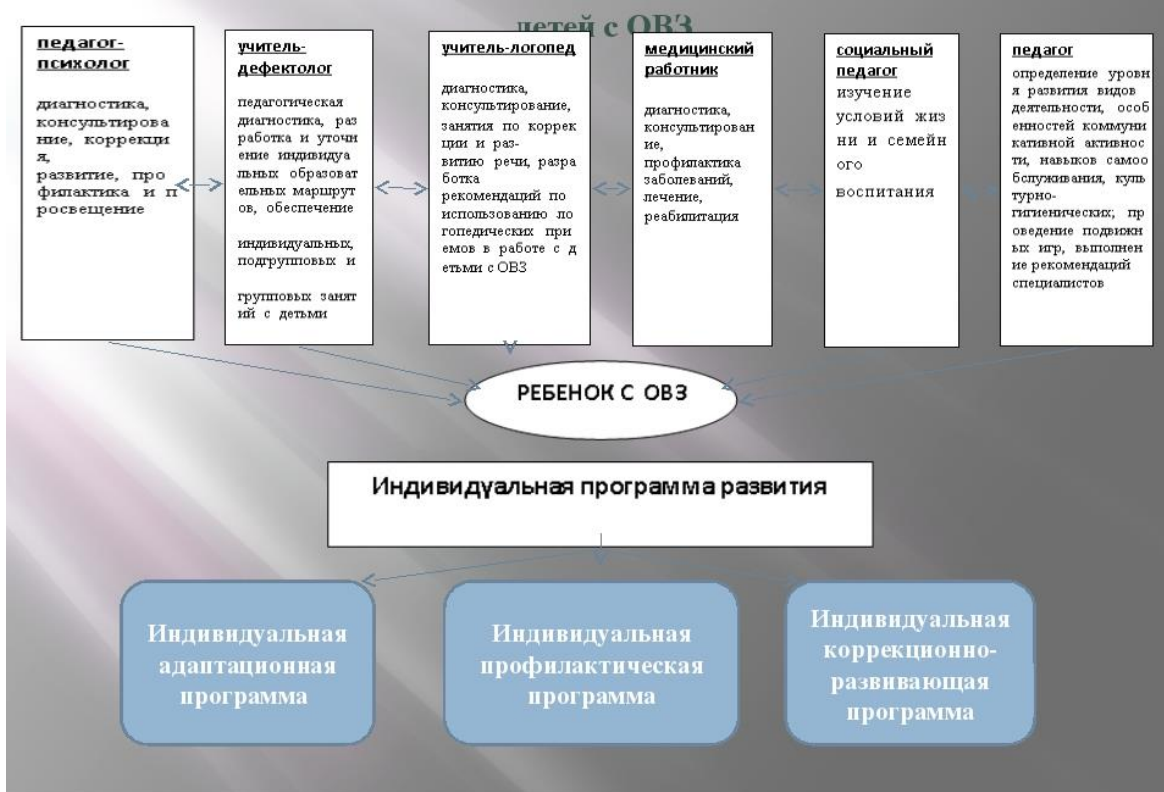 детей с ОВЗ
педагог-
психолог
диагностика,
консультирова
ние, коррекци
я,
развитие, про
филактика и п
росвещение
учитель-
дефектолог
педагогическая
диагностика, раз
работка и уточн
ение индивидуа
льных образоват
ельных маршрут
ов, обеспечение
индивидуальных,
подгрупповых и
групповых занят
ий с детьми
учитель-логопед
диагностика,
консультирование,
занятия по коррек
ции и раз-
витию речи, разра
ботка
рекомендаций по
использованию ло
гопедических при
емов в работе с д
етьми с ОВЗ
медицинский
работник
диагностика,
консультирован
ие,
профилактика
заболеваний,
лечение,
реабилитация
социальный
педагог
изучение
условий жиз
ни и семейн
ого
воспитания
педагог
определение уровн
я развития видов
деятельности, особ
енностей коммуни
кативной активнос
ти, навыков самоо
бслуживания, куль
турно-
гигиенических; пр
оведение подвижн
ых игр, выполнен
ие рекомендаций
специалистов
РЕБЕНОК С ОВЗ
Индивидуальная программа развития
Индивидуальная
адаптационная
программа
Индивидуальная
профилактическая
программа
Индивидуальная
коррекционно-
развивающая
программа